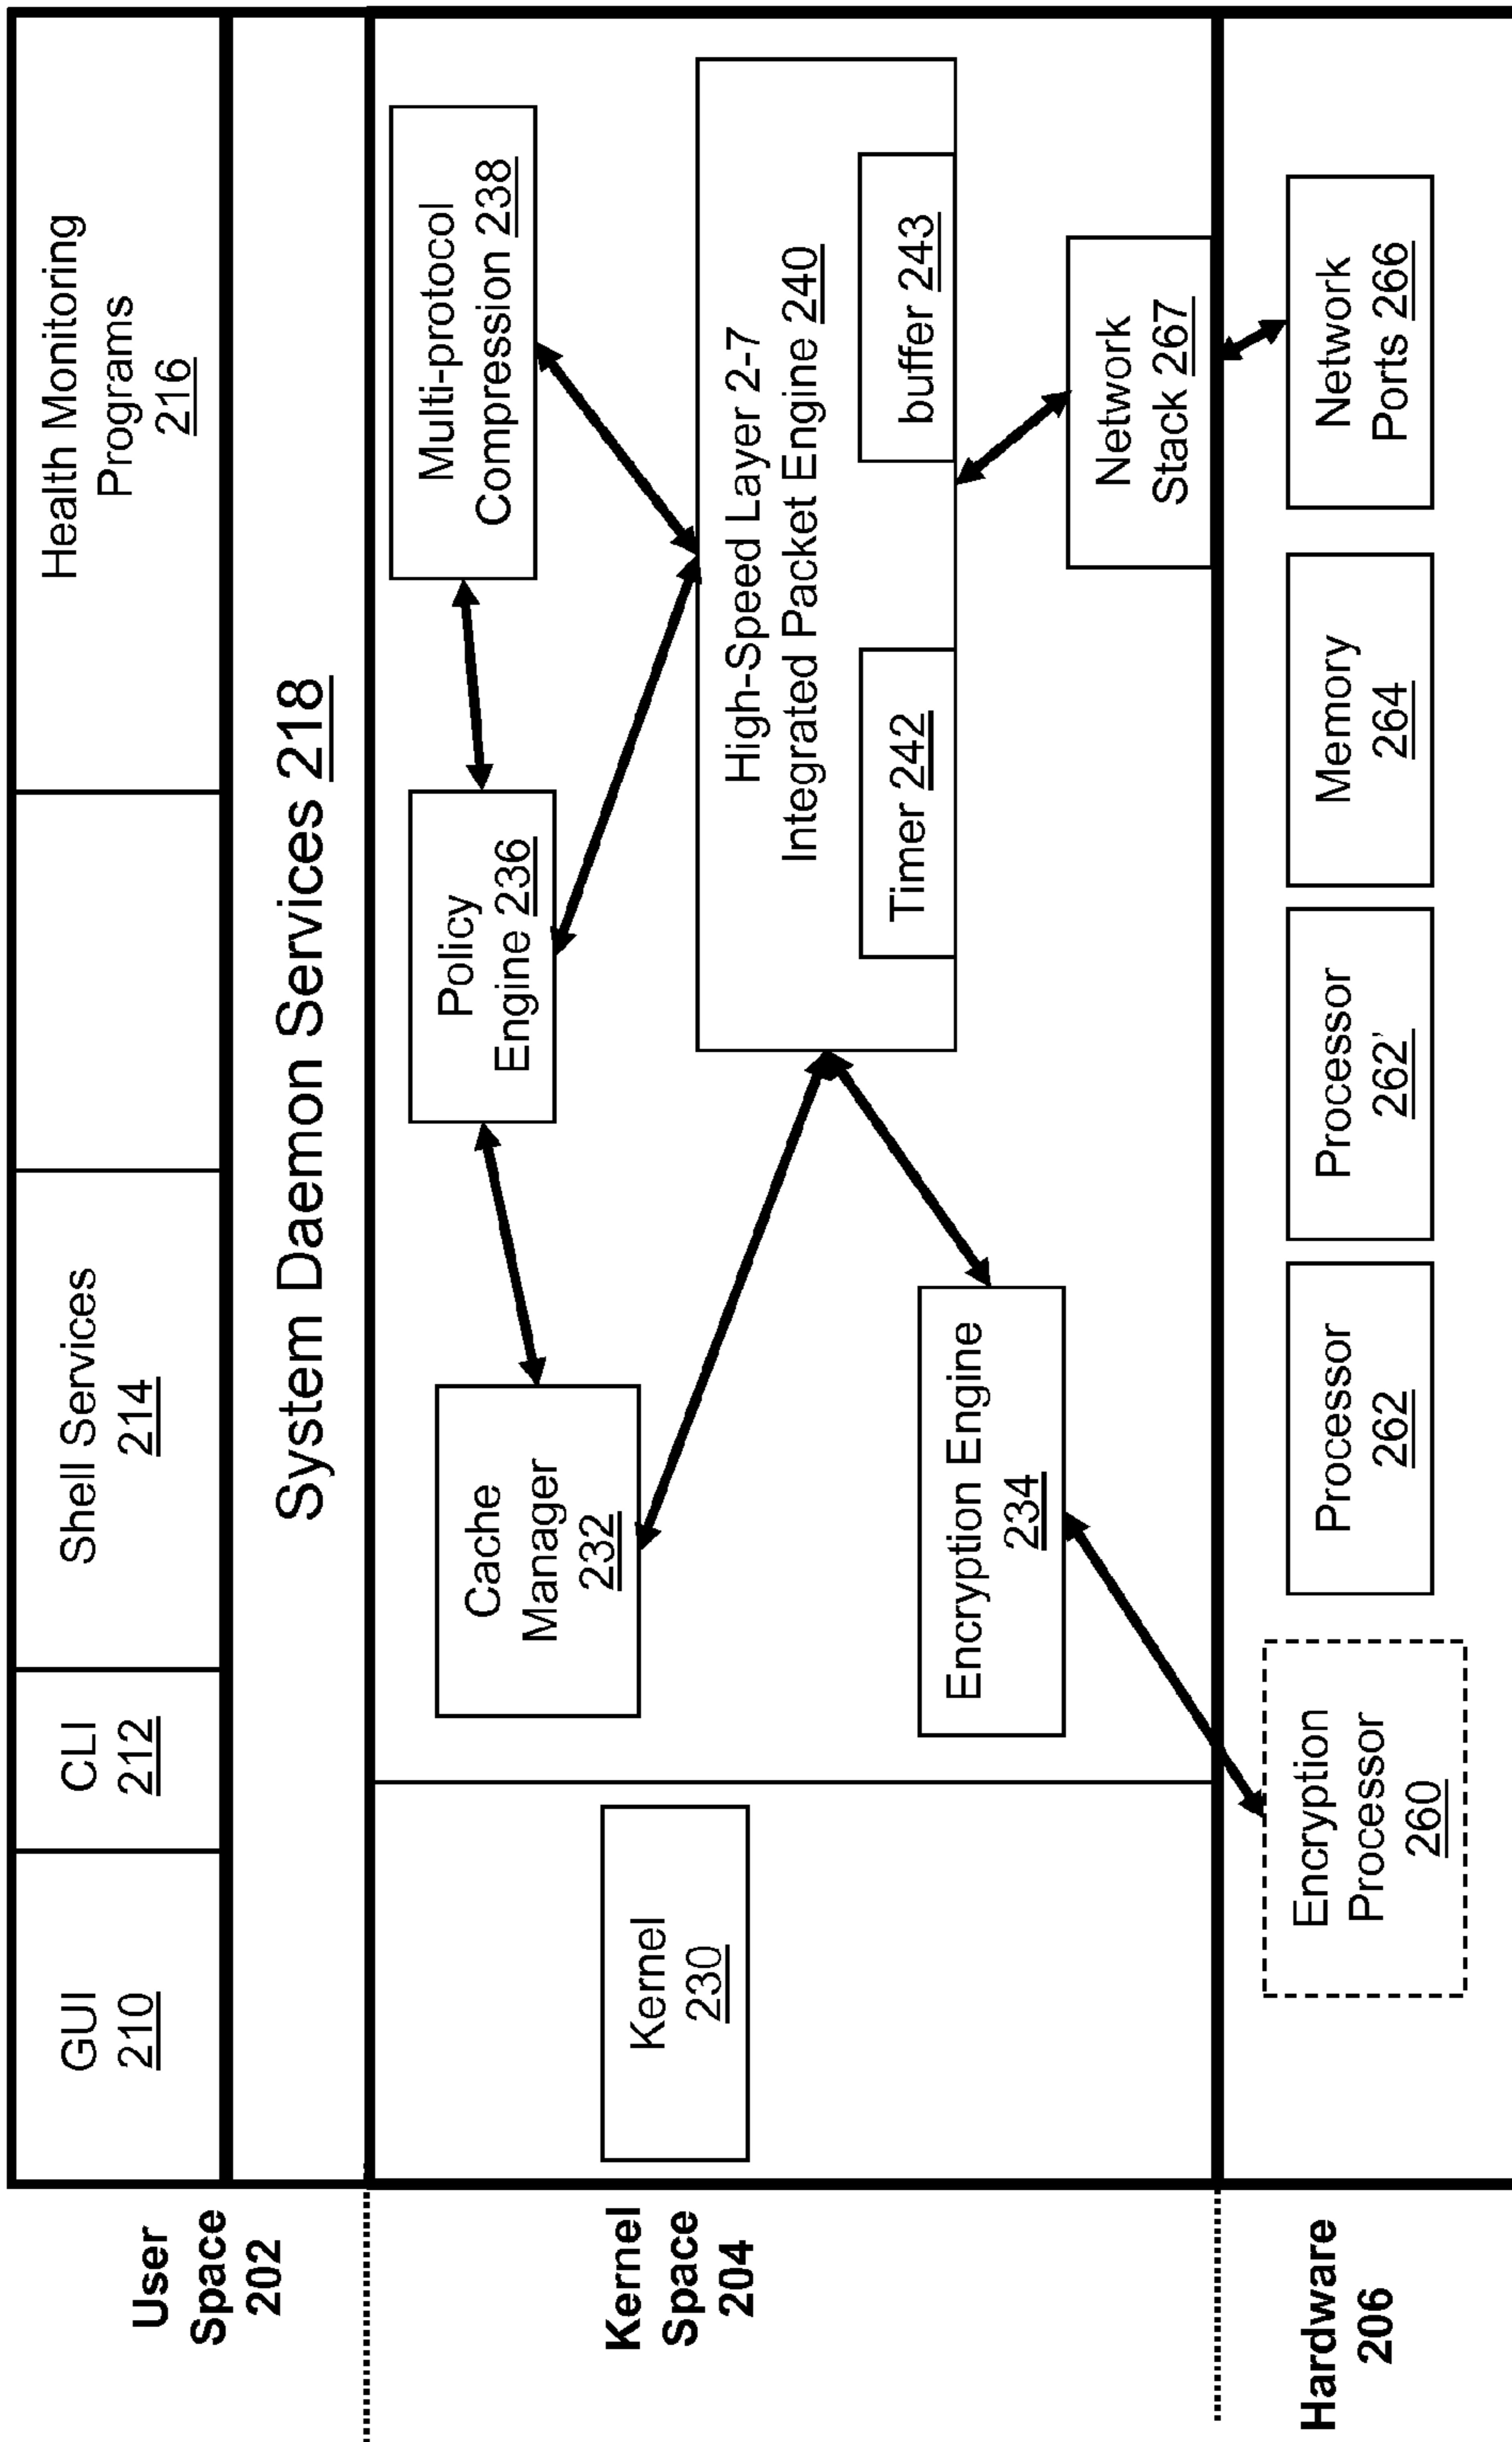 User
Space
202
GUI
210
CLI
212
Shell Services
214
Health Monitoring
Programs
216
System Daemon Services 218
Kernel
Space
204
Kernel
230
Cache
Manager
232
Policy
Engine 236
Multi-protocol
Compression 238
High-Speed Layer 2-7
Integrated Packet Engine 240
Timer 242
buffer 243
Encryption Engine
234
Network
Stack 267
Hardware
206
Encryption
Processor
260
Processor
262
Processor
262’
Memory
264
Network
Ports 266